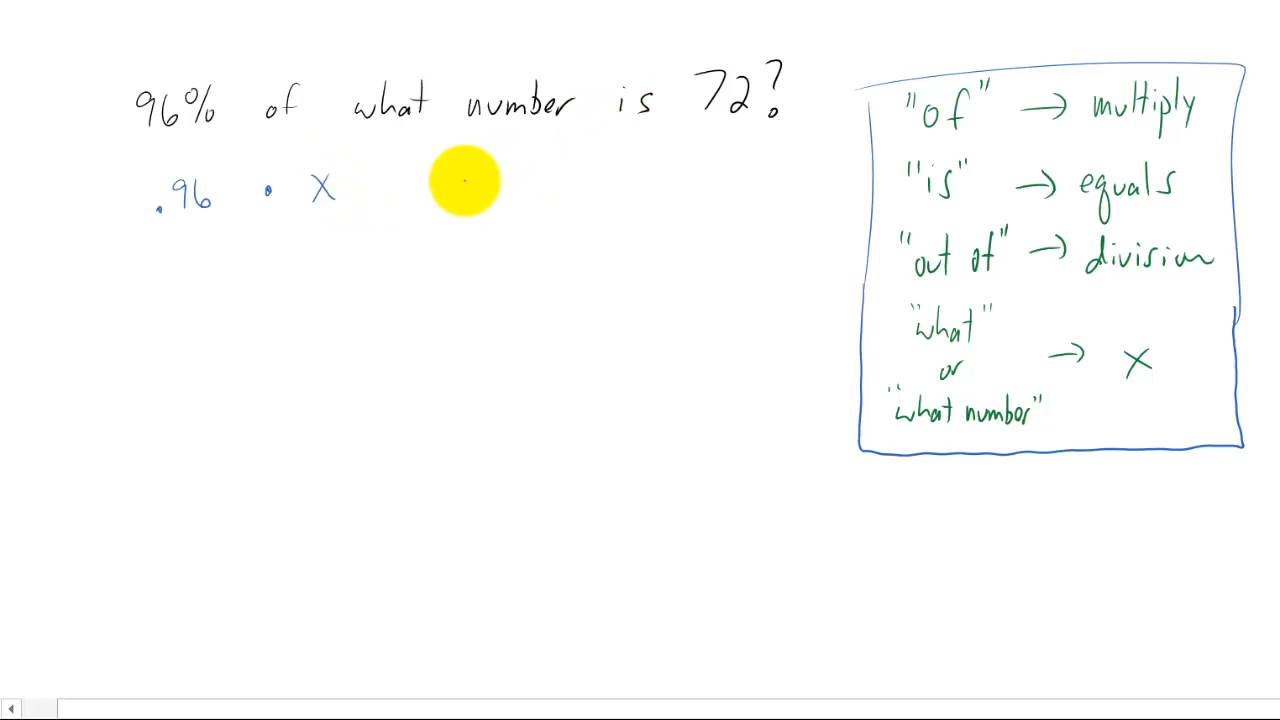 96% of what number is 72?
.96 · X
"of" → multiply
"is" → equals
"out of" → division
"what"
or
→ x
"what number"